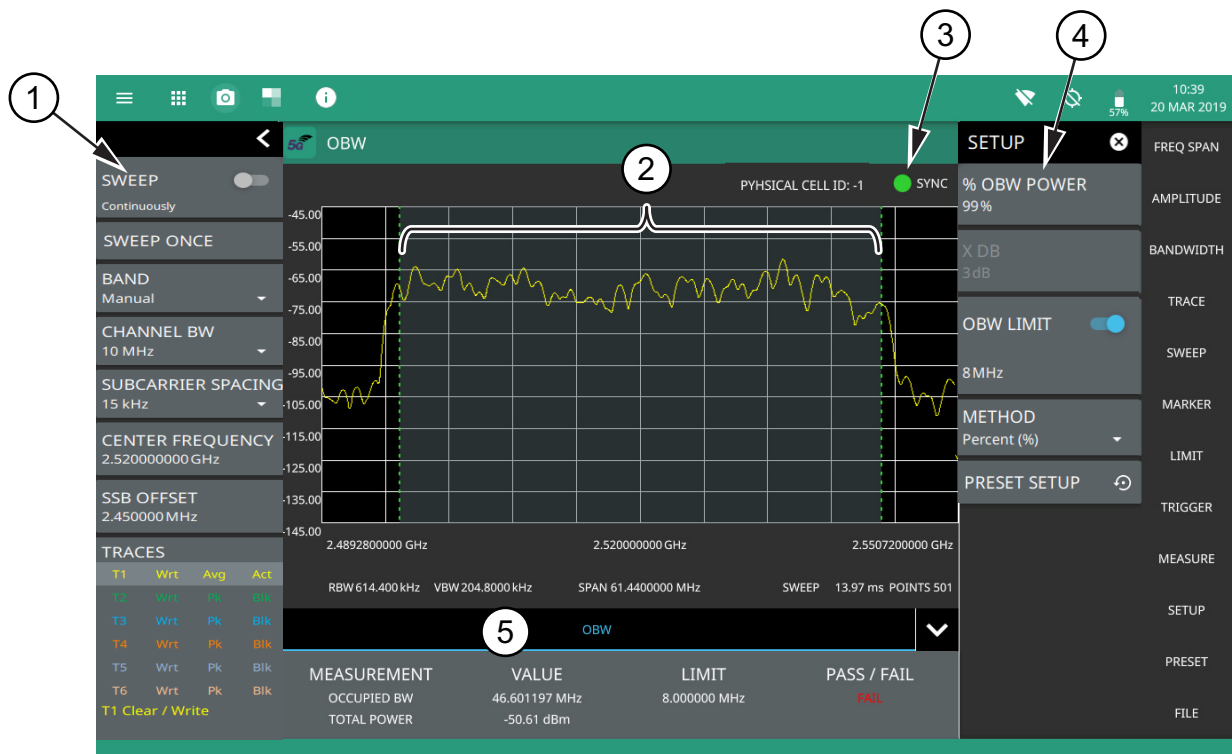 3
4
1
10:39
57%
20 MAR 2019
5G
OBW
SETUP
FREQ SPAN
AMPLITUDE
BANDWIDTH
TRACE
SWEEP
MARKER
LIMIT
TRIGGER
MEASURE
SETUP
PRESET
FILE
SWEEP
Continuously
SWEEP ONCE
BAND
Manual
CHANNEL BW
10 MHz
SUBCARRIER SPACING
15 kHz
CENTER FREQUENCY
2.520000000 GHz
SSB OFFSET
2.450000 MHz
TRACES
T1 Wrt Avg Act
T2 Wrt Pk Blk
T3 Wrt Pk Blk
T4 Wrt Pk Blk
T5 Wrt Pk Blk
T6 Wrt Pk Blk
T1 Clear / Write
2
PYHSICAL CELL ID: -1
SYNC
-45.00
-55.00
-65.00
-75.00
-85.00
-95.00
-105.00
-115.00
-125.00
-135.00
-145.00
2.4892800000 GHz 2.520000000 GHz 2.5507200000 GHz
RBW 614.400 kHz VBW 204.8000 kHz SPAN 61.4400000 MHz SWEEP 13.97 ms POINTS 501
5
OBW
MEASUREMENT VALUE LIMIT PASS / FAIL
OCCUPIED BW 46.601197 MHz 8.000000 MHz FAIL
TOTAL POWER -50.61 dBm
% OBW POWER
99 %
X DB
3 dB
OBW LIMIT
8 MHz
METHOD
Percent (%)
PRESET SETUP